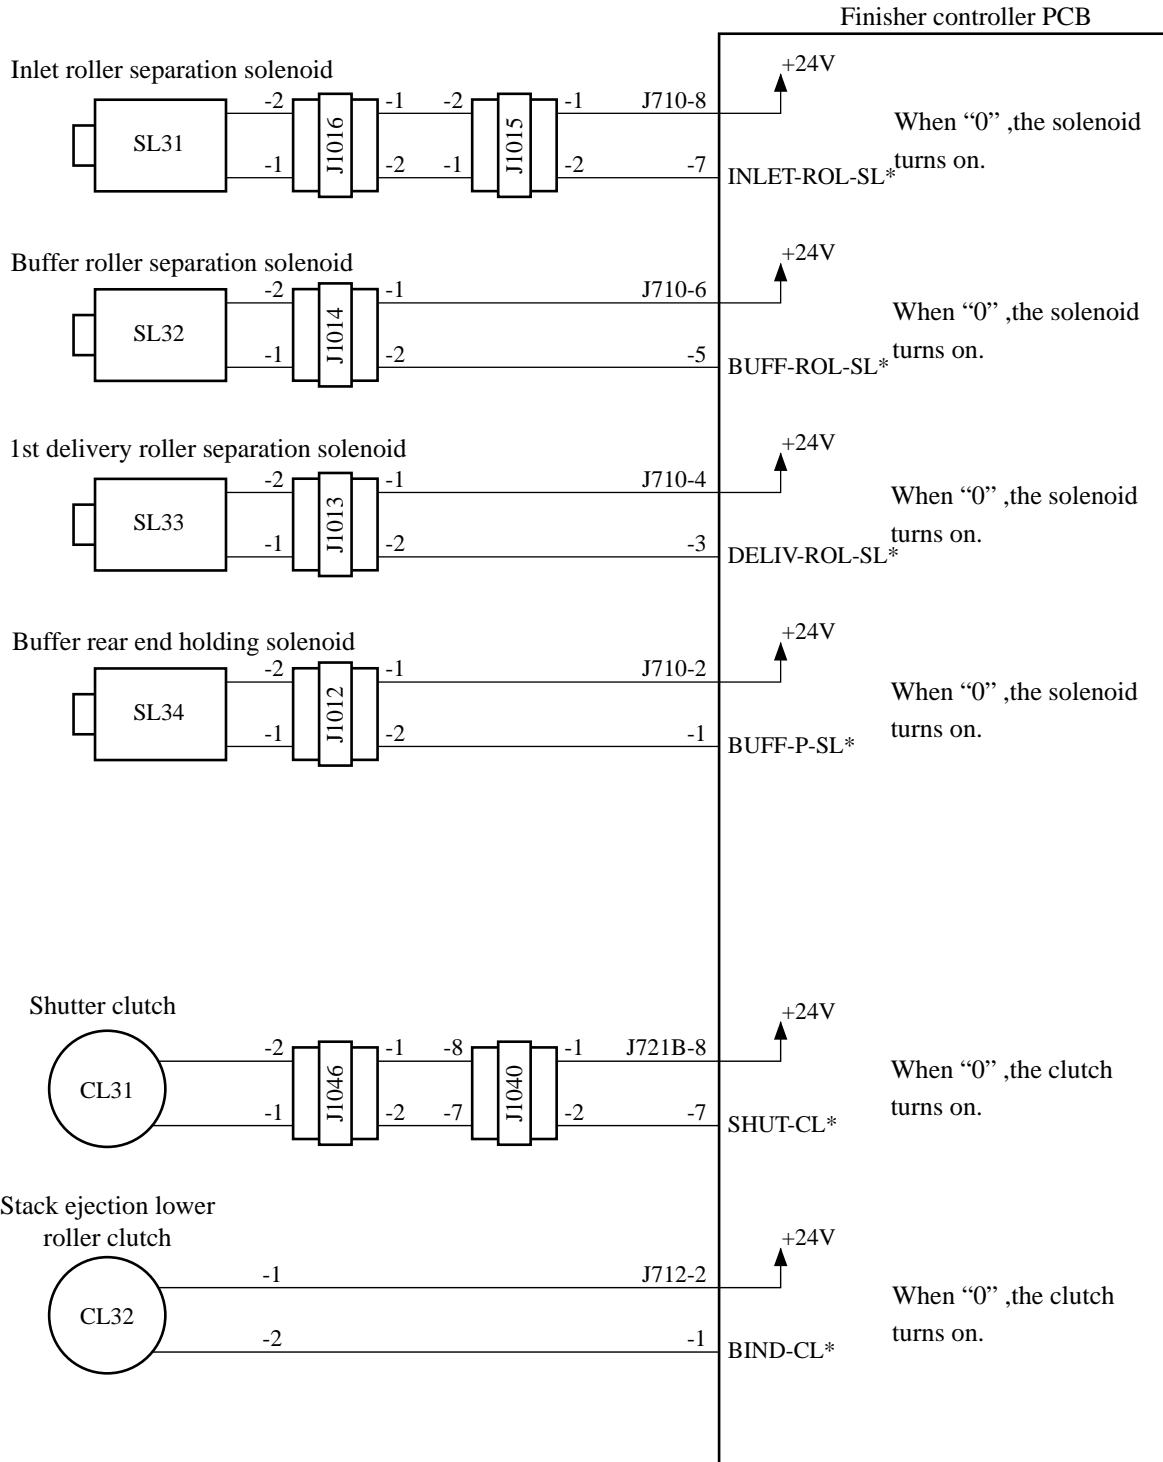 Finisher controller PCB
Inlet roller separation solenoid
+24V
-2 -1 -2 -1 J710-8
SL31 J1016 J1015
When “0” ,the solenoid
turns on.
-1 -2 -1 -2 -7 INLET-ROL-SL*
Buffer roller separation solenoid
+24V
-2 -1 J710-6
SL32 J1014
When “0” ,the solenoid
turns on.
-1 -2 -5 BUFF-ROL-SL*
1st delivery roller separation solenoid
+24V
-2 -1 J710-4
SL33 J1013
When “0” ,the solenoid
turns on.
-1 -2 -3 DELIV-ROL-SL*
Buffer rear end holding solenoid
+24V
-2 -1 J710-2
SL34 J1012
When “0” ,the solenoid
turns on.
-1 -2 -1 BUFF-P-SL*
Shutter clutch
+24V
-2 -1 -8 -1 J721B-8
CL31 J1046 J1040
When “0” ,the clutch
turns on.
-1 -2 -7 -2 -7 SHUT-CL*
Stack ejection lower
roller clutch
+24V
-1 J712-2
CL32
When “0” ,the clutch
turns on.
-2 -1 BIND-CL*